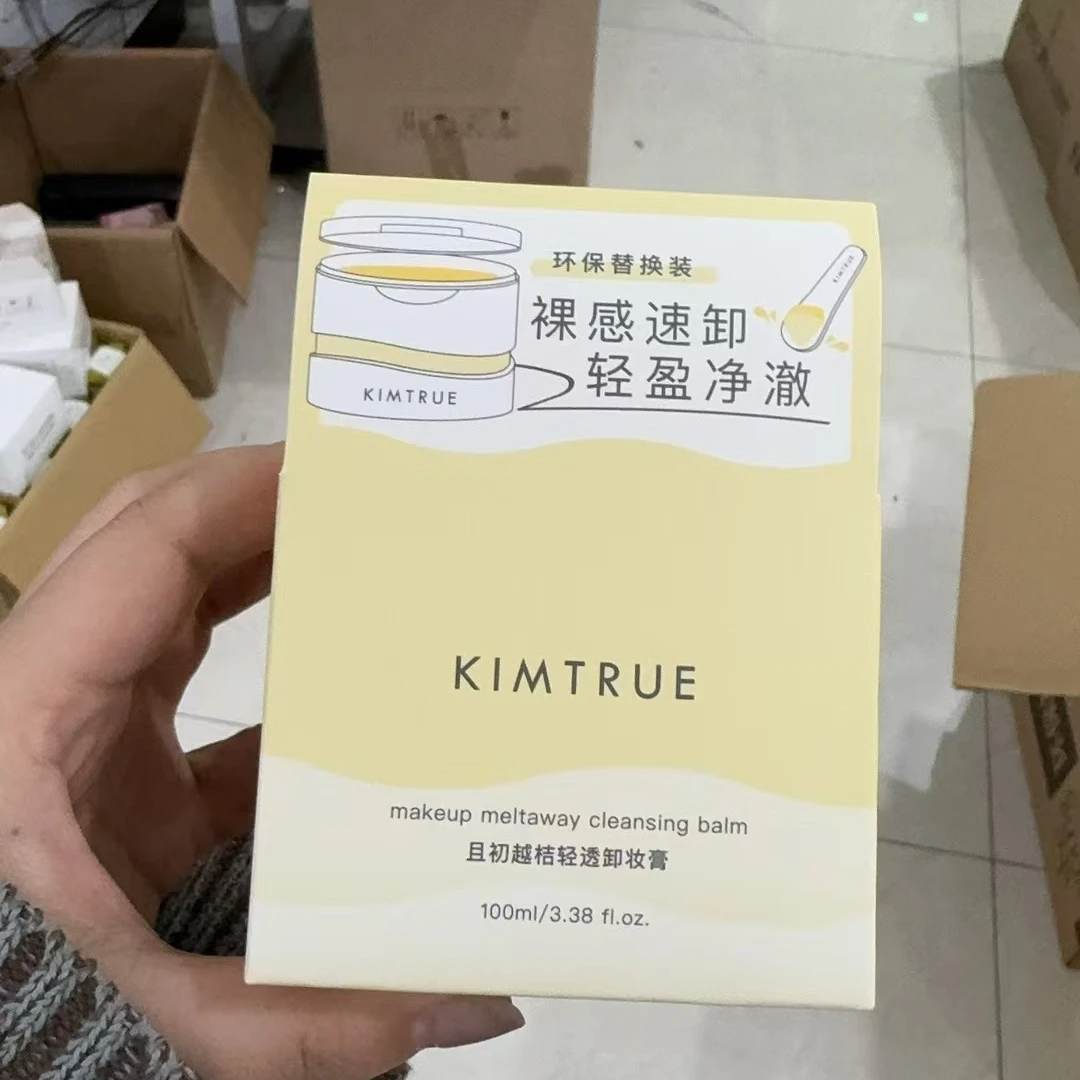 环保替换装
裸感速卸
轻盈净澈
KIMTRUE
KIMTRUE
KIMTRUE
makeup meltaway cleansing balm
且初越桔轻透卸妆膏
100ml/3.38 fl.oz.